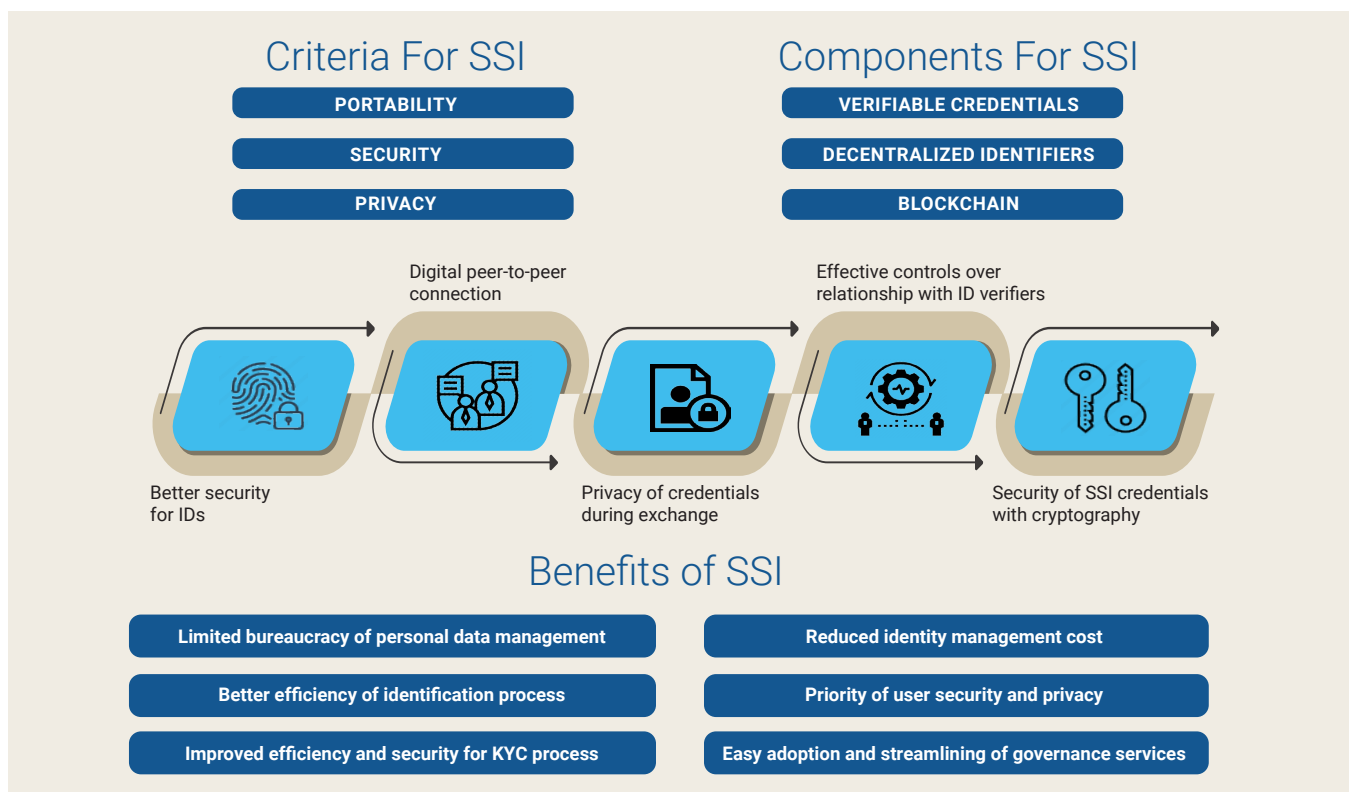 Criteria For SSI
PORTABILITY
SECURITY
PRIVACY
Components For SSI
VERIFIABLE CREDENTIALS
DECENTRALIZED IDENTIFIERS
BLOCKCHAIN
Better security
for IDs
Digital peer-to-peer
connection
Privacy of credentials
during exchange
Effective controls over
relationship with ID verifiers
Security of SSI credentials
with cryptography
Benefits of SSI
Limited bureaucracy of personal data management
Reduced identity management cost
Better efficiency of identification process
Priority of user security and privacy
Improved efficiency and security for KYC process
Easy adoption and streamlining of governance services